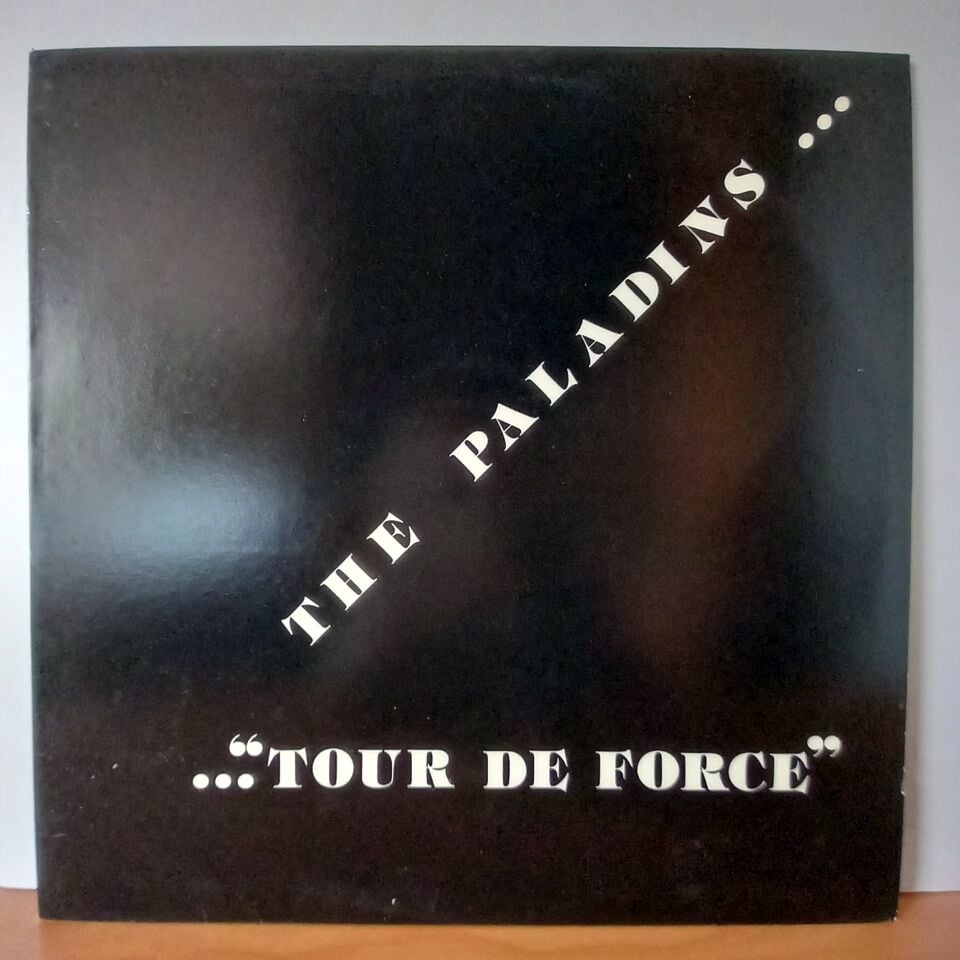 THE PALADINS ...
..."TOUR DE FORCE"